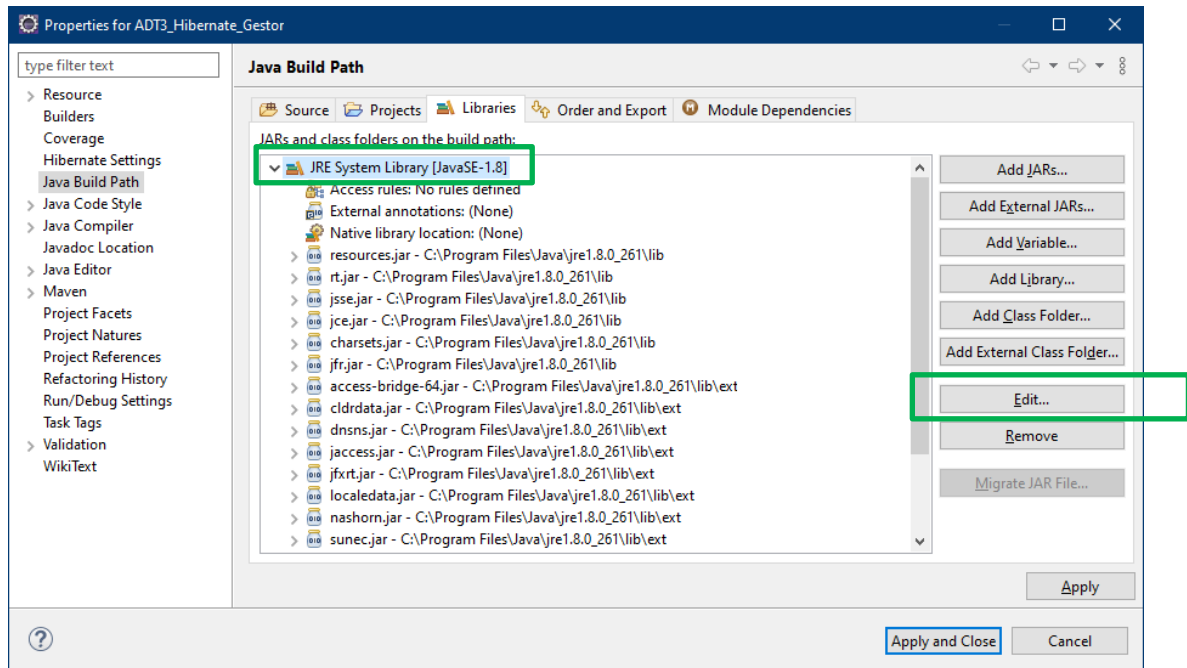 Properties for ADT3_Hibernate_Gestor
type filter text
Resource
Builders
Coverage
Hibernate Settings
Java Build Path
Java Code Style
Java Compiler
Javadoc Location
Java Editor
Maven
Project Facets
Project Natures
Project References
Refactoring History
Run/Debug Settings
Task Tags
Validation
WikiText
Java Build Path
Source Projects Libraries Order and Export Module Dependencies
JARs and class folders on the build path:
JRE System Library [JavaSE-1.8]
Access rules: No rules defined
External annotations: (None)
Native library location: (None)
resources.jar - C:\Program Files\Java\jre1.8.0_261\lib
rt.jar - C:\Program Files\Java\jre1.8.0_261\lib
jsse.jar - C:\Program Files\Java\jre1.8.0_261\lib
jce.jar - C:\Program Files\Java\jre1.8.0_261\lib
charsets.jar - C:\Program Files\Java\jre1.8.0_261\lib
jfr.jar - C:\Program Files\Java\jre1.8.0_261\lib
access-bridge-64.jar - C:\Program Files\Java\jre1.8.0_261\lib\ext
cldrdata.jar - C:\Program Files\Java\jre1.8.0_261\lib\ext
dnsns.jar - C:\Program Files\Java\jre1.8.0_261\lib\ext
jaccess.jar - C:\Program Files\Java\jre1.8.0_261\lib\ext
jfxrt.jar - C:\Program Files\Java\jre1.8.0_261\lib\ext
localedata.jar - C:\Program Files\Java\jre1.8.0_261\lib\ext
nashorn.jar - C:\Program Files\Java\jre1.8.0_261\lib\ext
sunec.jar - C:\Program Files\Java\jre1.8.0_261\lib\ext
Add JARs...
Add External JARs...
Add Variable...
Add Library...
Add Class Folder...
Add External Class Folder...
Edit...
Remove
Migrate JAR File...
Apply
Apply and Close Cancel